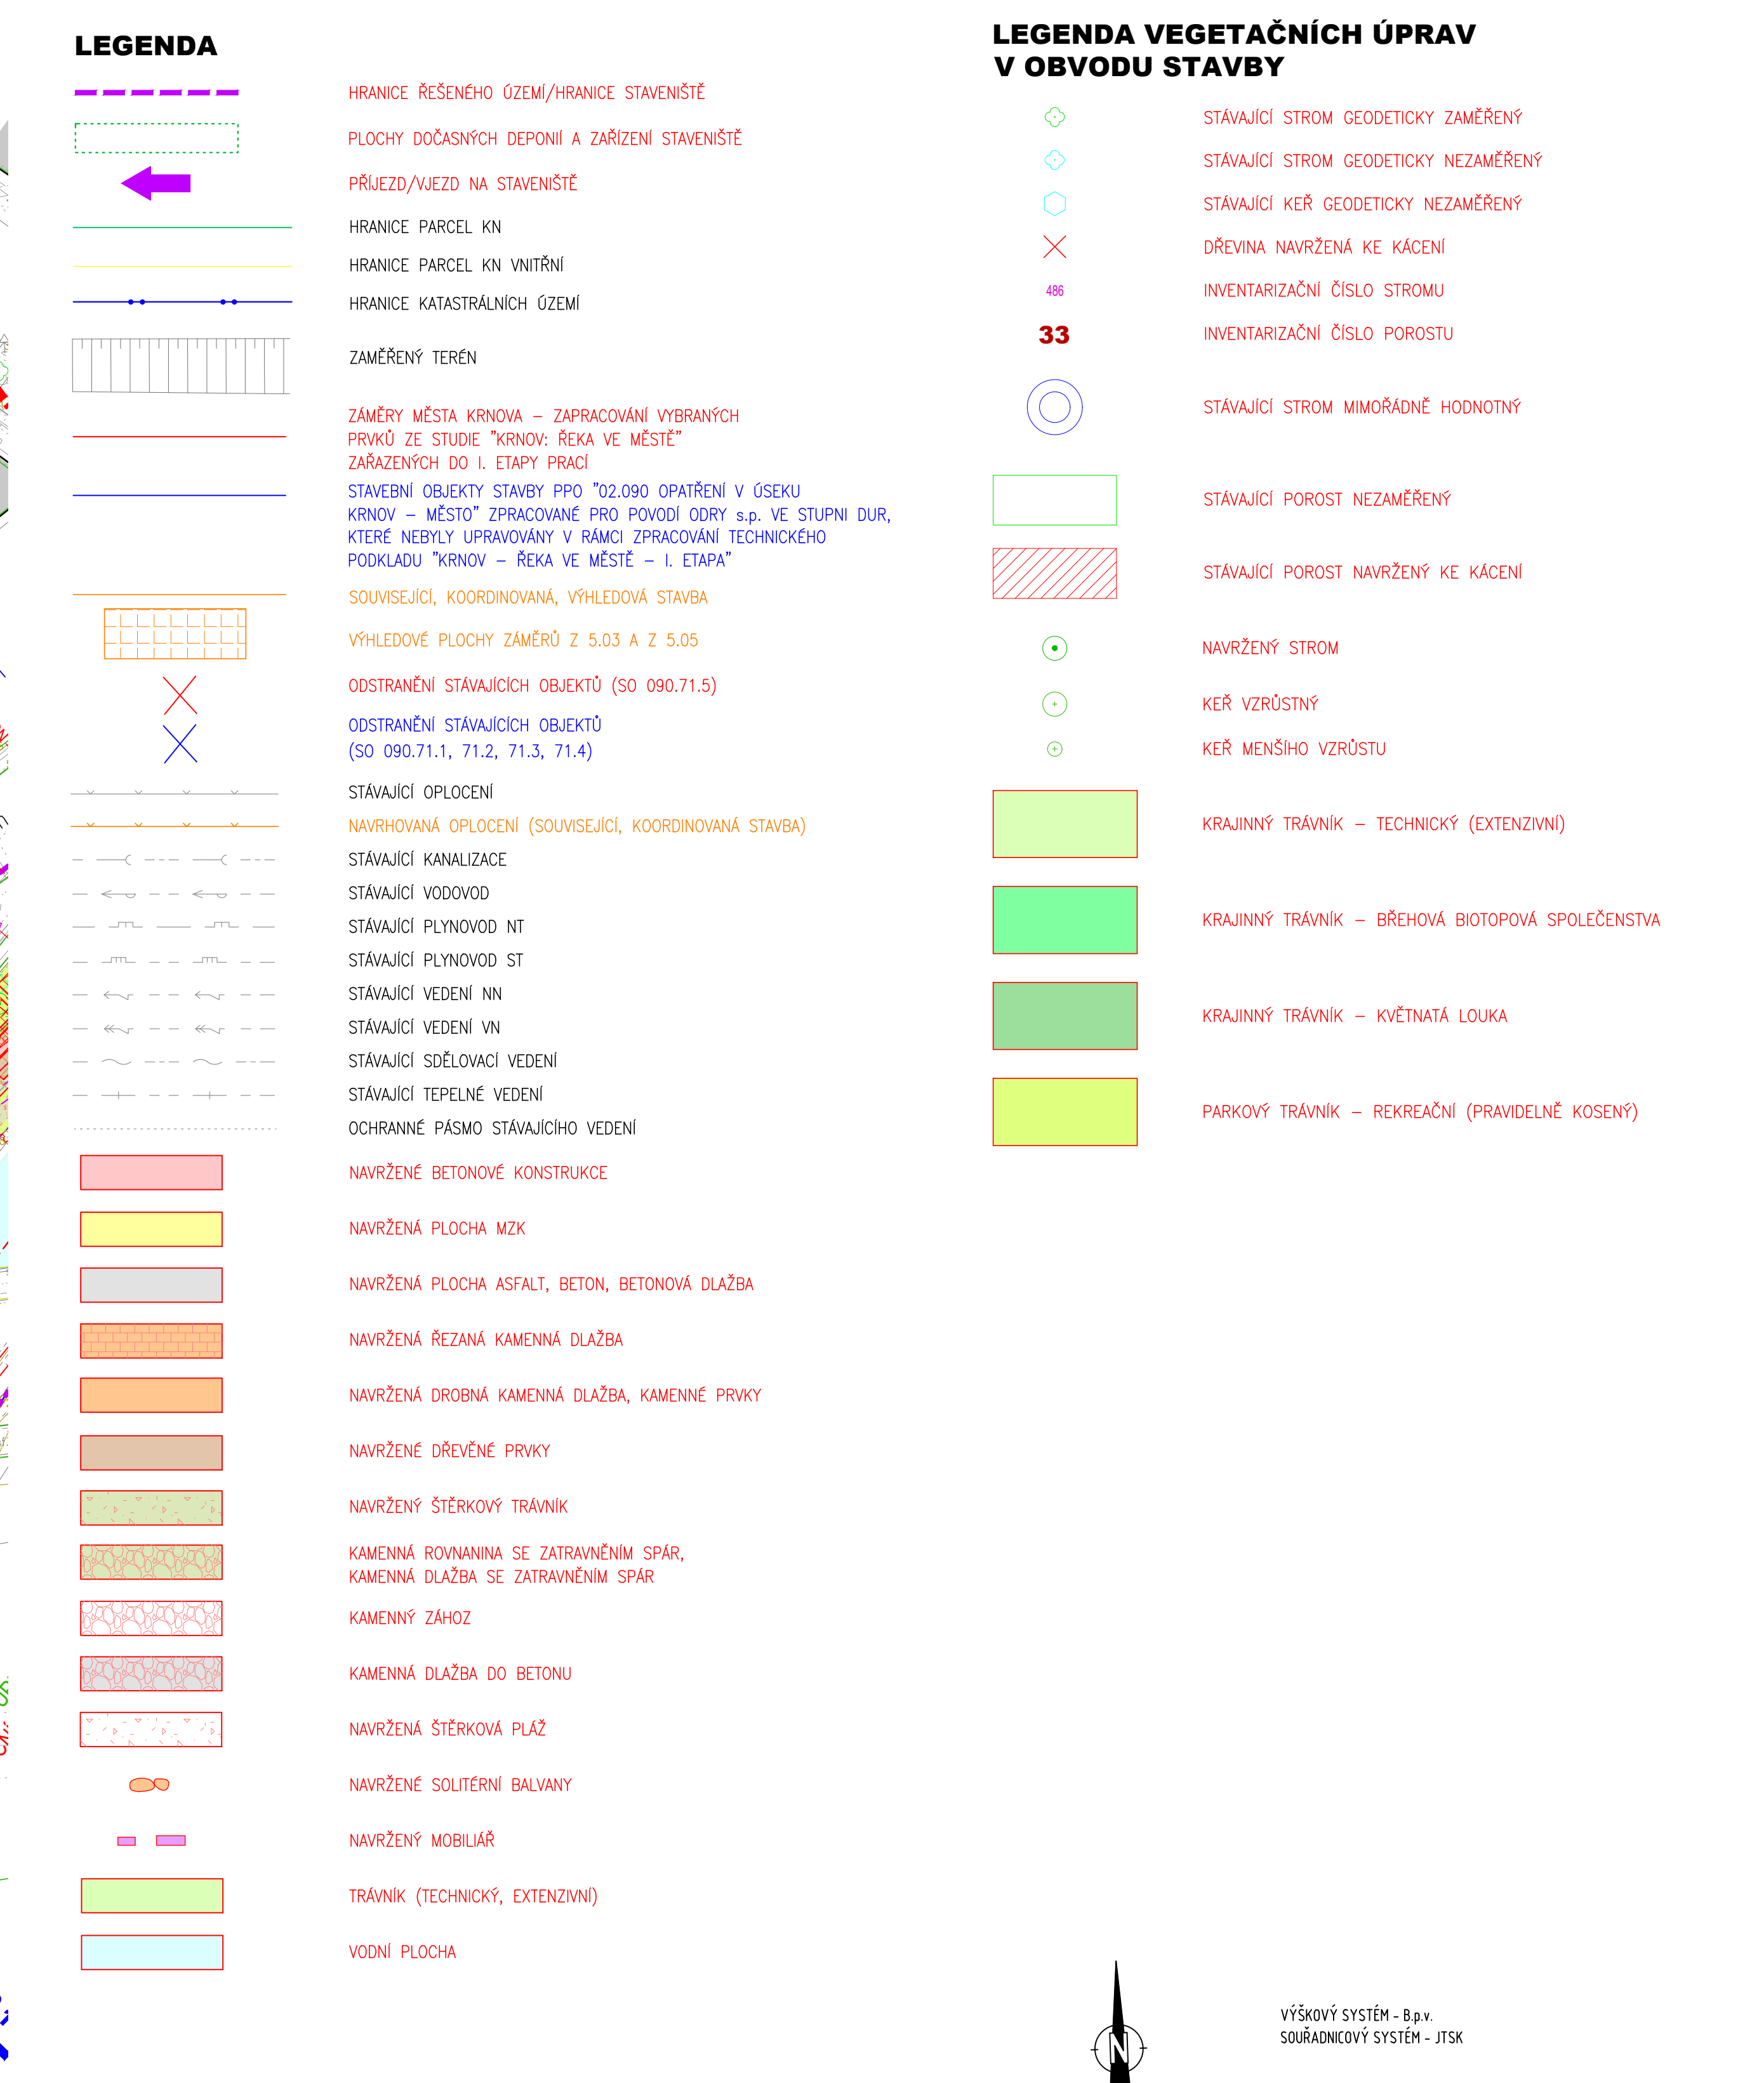 LEGENDA
HRANICE ŘEŠENÉHO ÚZEMÍ/HRANICE STAVENIŠTĚ
PLOCHY DOČASNÝCH DEPONIÍ A ZAŘÍZENÍ STAVENIŠTĚ
PŘÍJEZD/VJEZD NA STAVENIŠTĚ
HRANICE PARCEL KN
HRANICE PARCEL KN VNITŘNÍ
HRANICE KATASTRÁLNÍCH ÚZEMÍ
ZAMĚŘENÝ TERÉN
ZÁMĚRY MĚSTA KRNOVA – ZAPRACOVÁNÍ VYBRANÝCH
PRVKŮ ZE STUDIE "KRNOV: ŘEKA VE MĚSTĚ"
ZAŘAZENÝCH DO I. ETAPY PRACÍ
STAVEBNÍ OBJEKTY STAVBY PPO "02.090 OPATŘENÍ V ÚSEKU
KRNOV – MĚSTO" ZPRACOVANÉ PRO POVODÍ ODRY s.p. VE STUPNI DUR,
KTERÉ NEBYLY UPRAVOVÁNY V RÁMCI ZPRACOVÁNÍ TECHNICKÉHO
PODKLADU "KRNOV – ŘEKA VE MĚSTĚ – I. ETAPA"
SOUVISEJÍCÍ, KOORDINOVANÁ, VÝHLEDOVÁ STAVBA
VÝHLEDOVÉ PLOCHY ZÁMĚRŮ Z 5.03 A Z 5.05
ODSTRANĚNÍ STÁVAJÍCÍCH OBJEKTŮ (SO 090.71.5)
ODSTRANĚNÍ STÁVAJÍCÍCH OBJEKTŮ
(SO 090.71.1, 71.2, 71.3, 71.4)
STÁVAJÍCÍ OPLOCENÍ
NAVRHOVANÁ OPLOCENÍ (SOUVISEJÍCÍ, KOORDINOVANÁ STAVBA)
STÁVAJÍCÍ KANALIZACE
STÁVAJÍCÍ VODOVOD
STÁVAJÍCÍ PLYNOVOD NT
STÁVAJÍCÍ PLYNOVOD ST
STÁVAJÍCÍ VEDENÍ NN
STÁVAJÍCÍ VEDENÍ VN
STÁVAJÍCÍ SDĚLOVACÍ VEDENÍ
STÁVAJÍCÍ TEPELNÉ VEDENÍ
OCHRANNÉ PÁSMO STÁVAJÍCÍHO VEDENÍ
NAVRŽENÉ BETONOVÉ KONSTRUKCE
NAVRŽENÁ PLOCHA MZK
NAVRŽENÁ PLOCHA ASFALT, BETON, BETONOVÁ DLAŽBA
NAVRŽENÁ ŘEZANÁ KAMENNÁ DLAŽBA
NAVRŽENÁ DROBNÁ KAMENNÁ DLAŽBA, KAMENNÉ PRVKY
NAVRŽENÉ DŘEVĚNÉ PRVKY
NAVRŽENÝ ŠTĚRKOVÝ TRÁVNÍK
KAMENNÁ ROVNANINA SE ZATRAVNĚNÍM SPÁR,
KAMENNÁ DLAŽBA SE ZATRAVNĚNÍM SPÁR
KAMENNÝ ZÁHOZ
KAMENNÁ DLAŽBA DO BETONU
NAVRŽENÁ ŠTĚRKOVÁ PLÁŽ
NAVRŽENÉ SOLITÉRNÍ BALVANY
NAVRŽENÝ MOBILIÁŘ
TRÁVNÍK (TECHNICKÝ, EXTENZIVNÍ)
VODNÍ PLOCHA
LEGENDA VEGETAČNÍCH ÚPRAV
V OBVODU STAVBY
STÁVAJÍCÍ STROM GEODETICKY ZAMĚŘENÝ
STÁVAJÍCÍ STROM GEODETICKY NEZAMĚŘENÝ
STÁVAJÍCÍ KEŘ GEODETICKY NEZAMĚŘENÝ
DŘEVINA NAVRŽENÁ KE KÁCENÍ
486 INVENTARIZAČNÍ ČÍSLO STROMU
33 INVENTARIZAČNÍ ČÍSLO POROSTU
STÁVAJÍCÍ STROM MIMOŘÁDNĚ HODNOTNÝ
STÁVAJÍCÍ POROST NEZAMĚŘENÝ
STÁVAJÍCÍ POROST NAVRŽENÝ KE KÁCENÍ
NAVRŽENÝ STROM
KEŘ VZRŮSTNÝ
KEŘ MENŠÍHO VZRŮSTU
KRAJINNÝ TRÁVNÍK – TECHNICKÝ (EXTENZIVNÍ)
KRAJINNÝ TRÁVNÍK – BŘEHOVÁ BIOTOPOVÁ SPOLEČENSTVA
KRAJINNÝ TRÁVNÍK – KVĚTNATÁ LOUKA
PARKOVÝ TRÁVNÍK – REKREAČNÍ (PRAVIDELNĚ KOSENÝ)
N
VÝŠKOVÝ SYSTÉM - B.p.v.
SOUŘADNICOVÝ SYSTÉM - JTSK